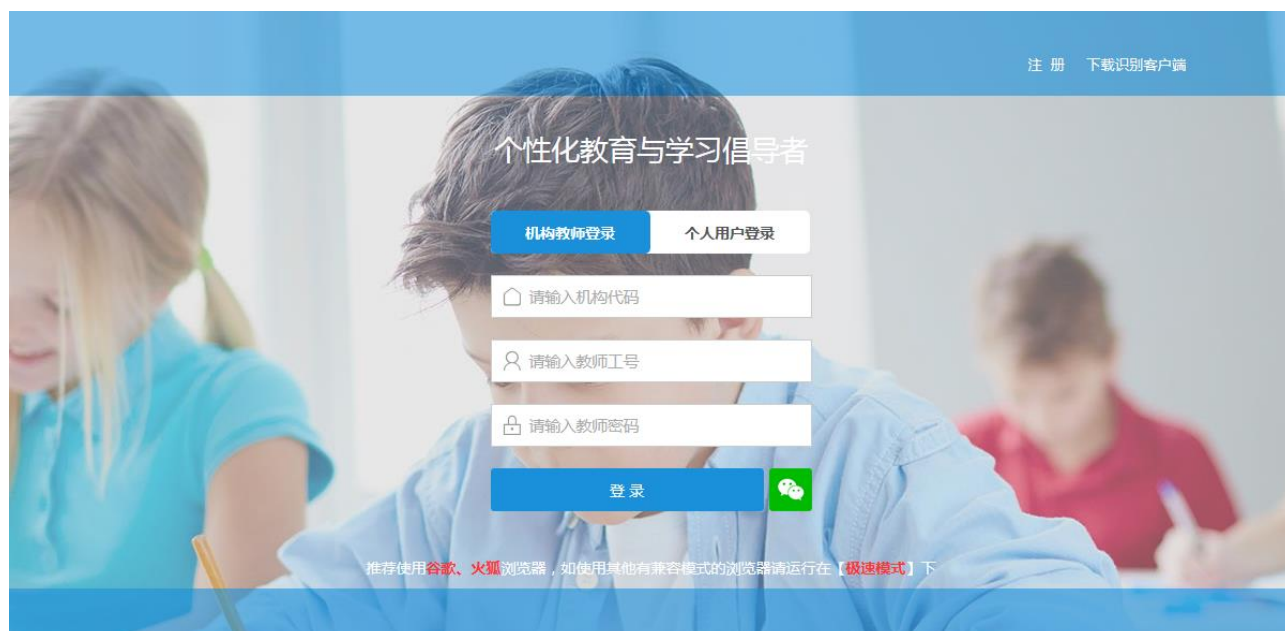 注 册 下载识别客户端
个性化教育与学习倡导者
机构教师登录 个人用户登录
请输入机构代码
请输入教师工号
请输入教师密码
登 录
推荐使用谷歌、火狐浏览器，如使用其他有兼容模式的浏览器请运行在【极速模式】下